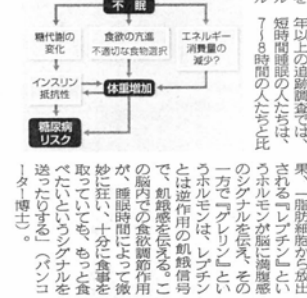 不眠
糖代謝の
変化
食欲の亢進
不適切な食物選択
エネルギー
消費量の
減少?
インスリン
抵抗性
体重増加
糖尿病
リスク
年以上の追跡調査では、
短時間睡眠の人たちは、
7〜8時間の人たちと比
果、脂肪細胞から出
される『レプチン』とい
うホルモンが脳に満腹感
のシグナルを伝え、その
一方で『グレリン』とい
うホルモンは、レプチン
とは逆作用の飢餓信号
で、飢餓感を伝える。こ
の脳内での食欲調節作用
が、睡眠時間によって微
妙に狂い、十分に食事を
取っていても、もっと食
べたいというシグナルを
送ったりする」(バンコ
ーター博士)。